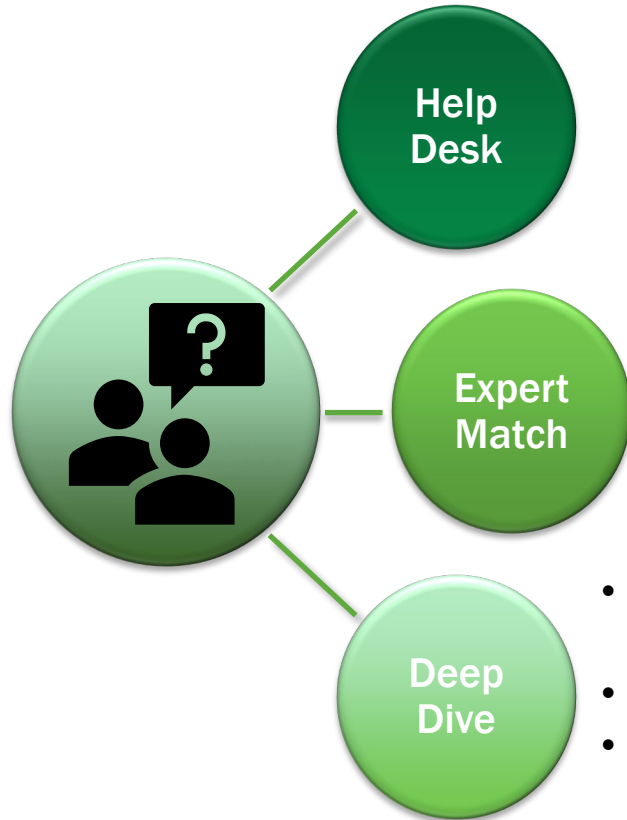 ?
Help
Desk
Expert
Match
Deep
Dive
•
•
•